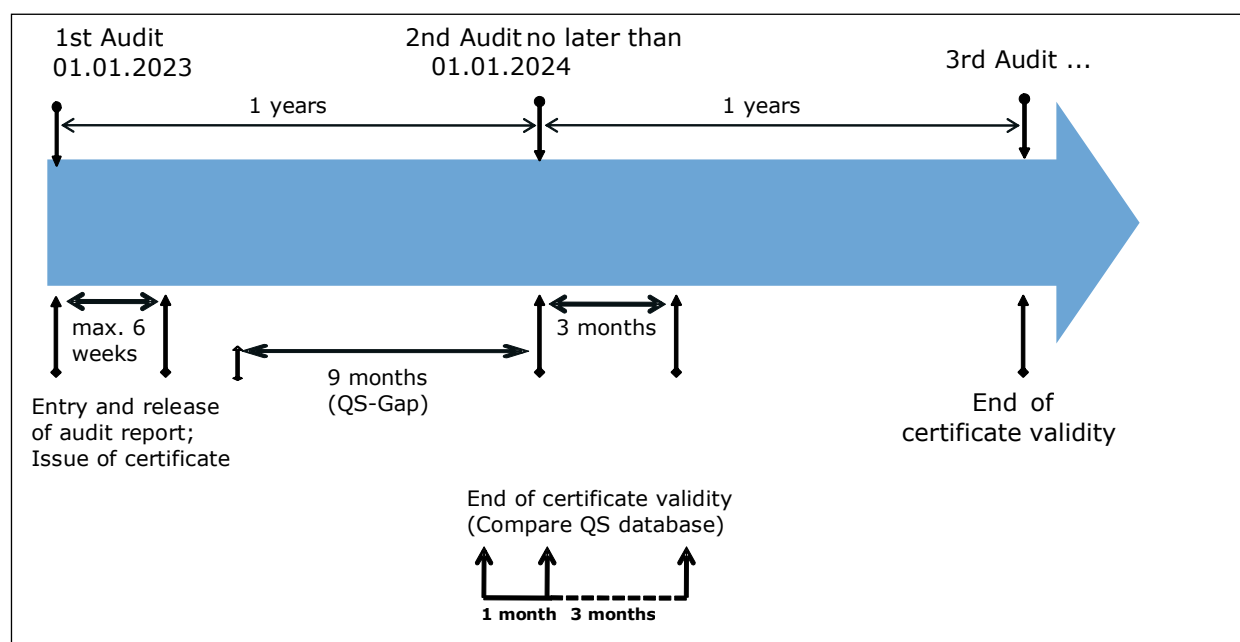 1st Audit
01.01.2023
2nd Audit no later than
01.01.2024
3rd Audit ...
1 years
1 years
max. 6
weeks
3 months
9 months
(QS-Gap)
Entry and release
of audit report;
Issue of certificate
End of
certificate validity
End of certificate validity
(Compare QS database)
1 month
3 months